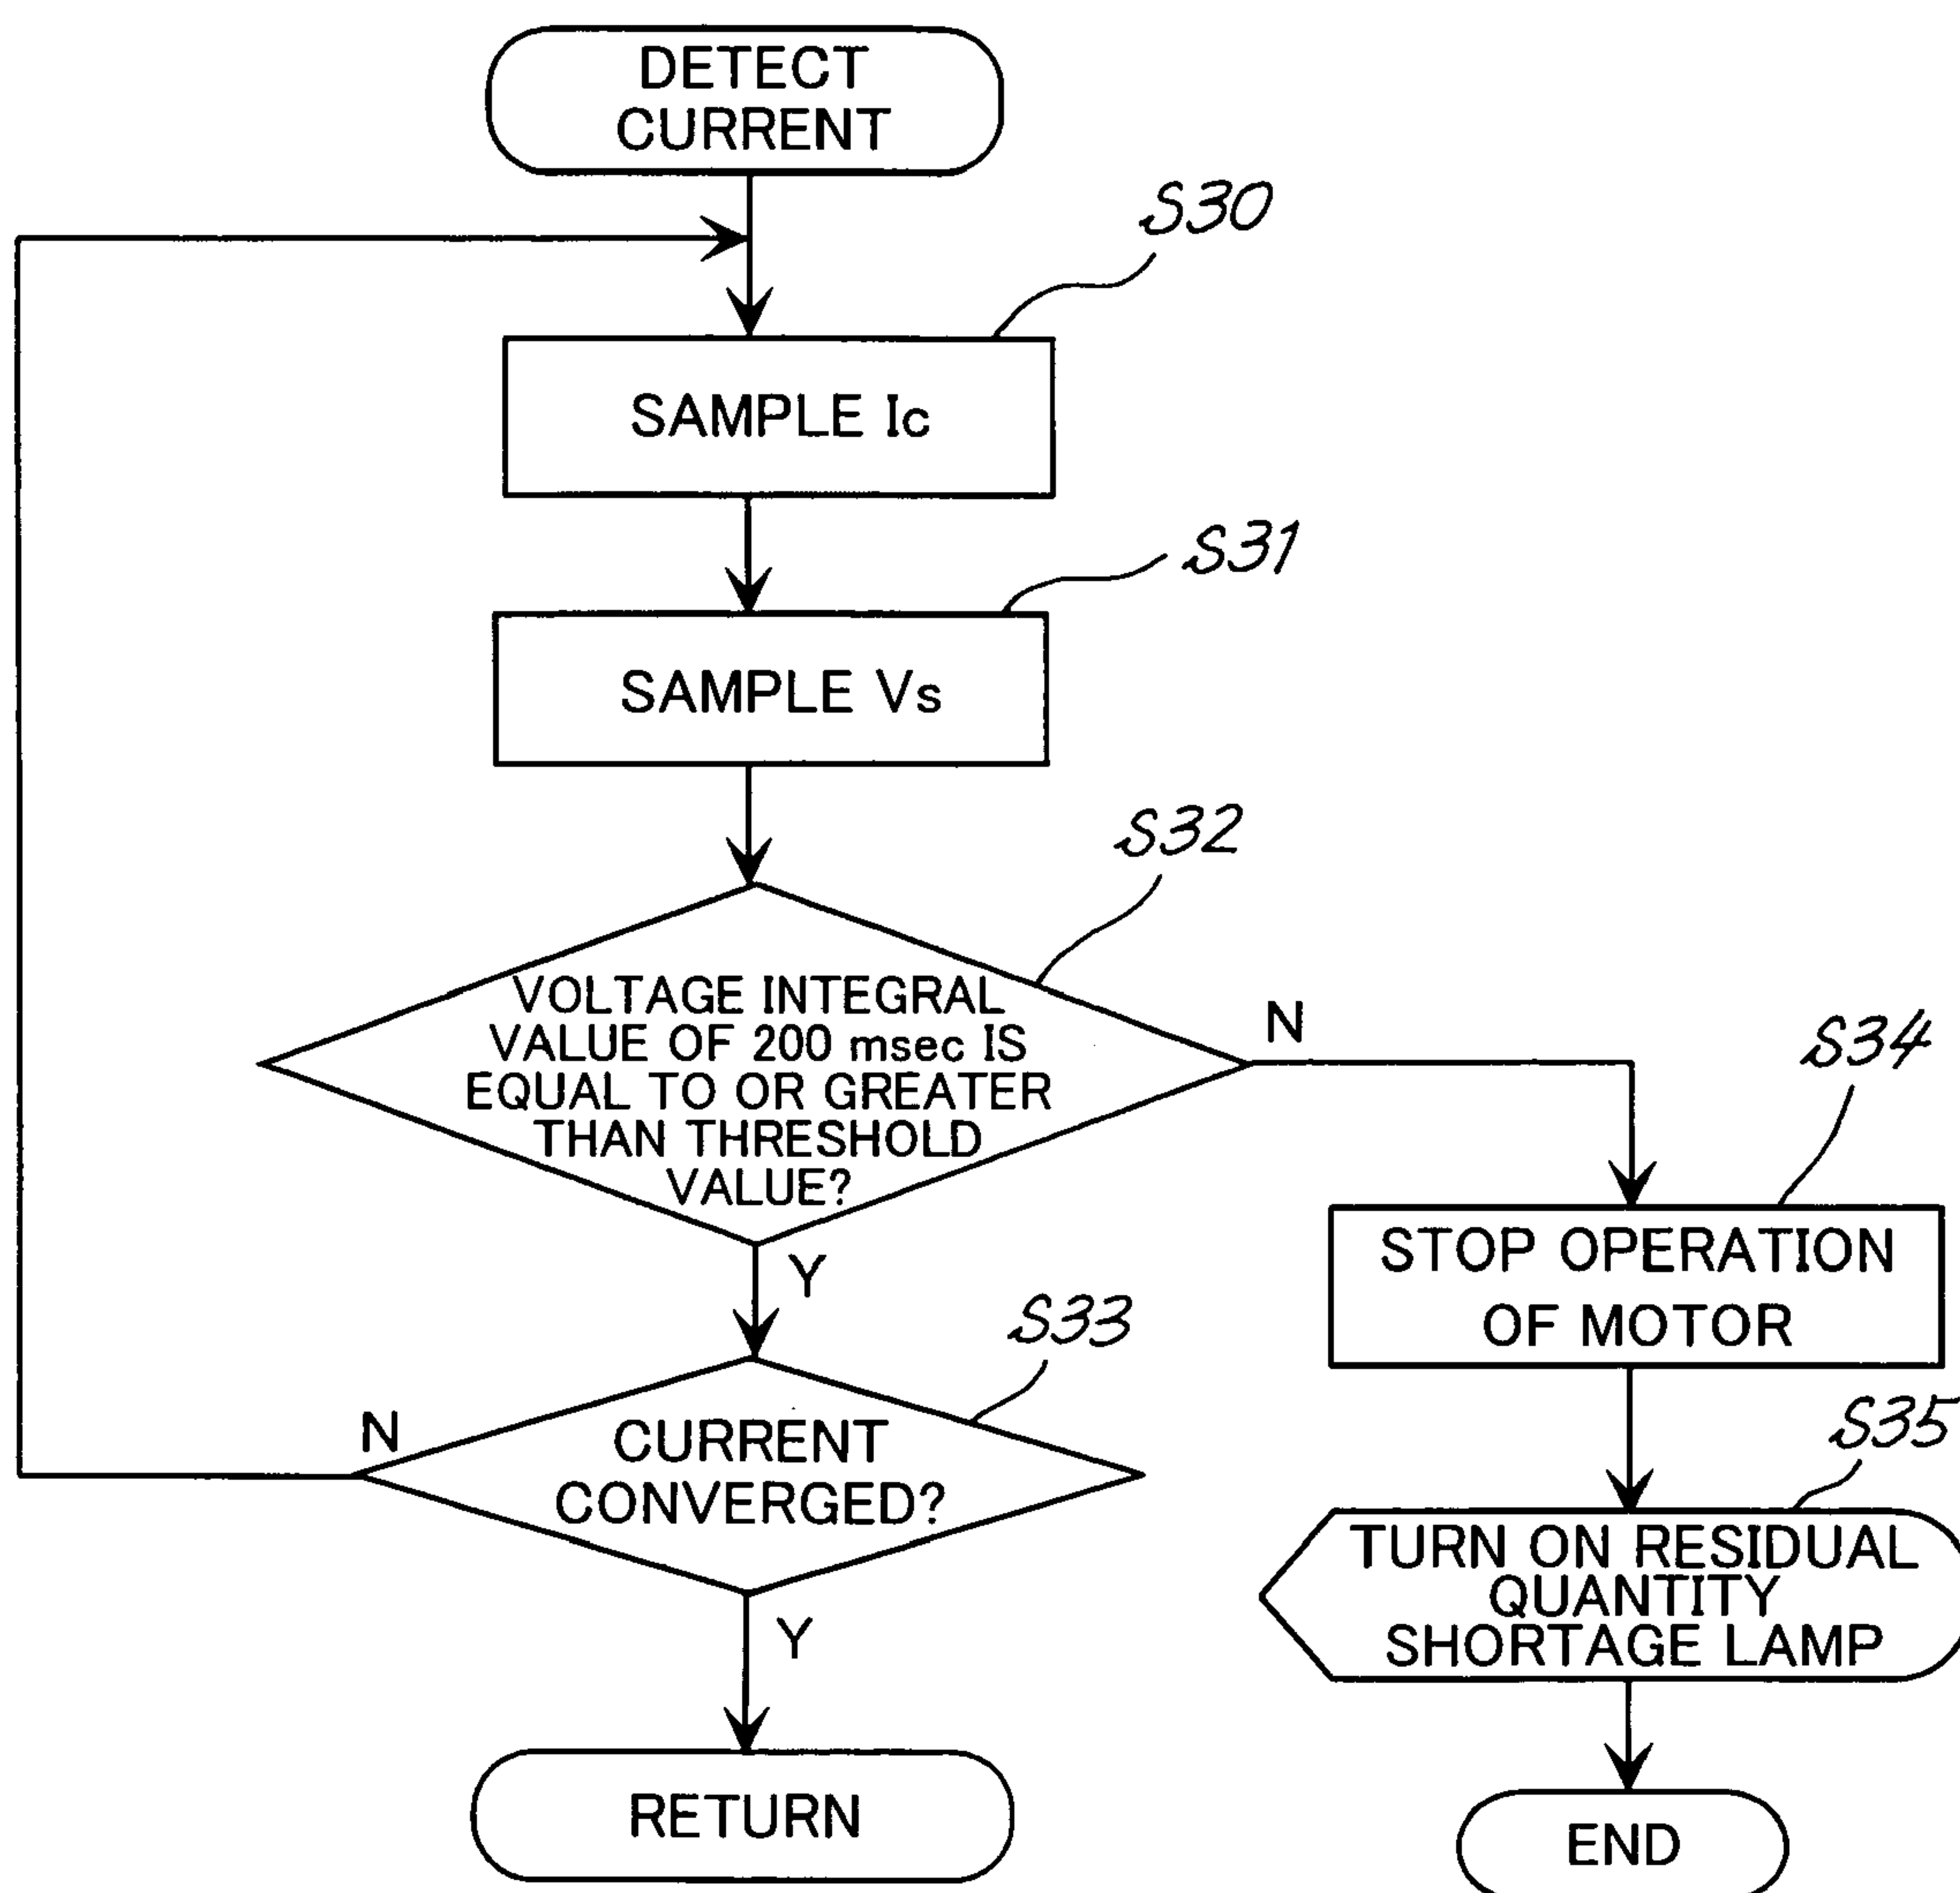 DETECT
CURRENT
S30
SAMPLE Ic
S31
SAMPLE Vs
S32
VOLTAGE INTEGRAL
VALUE OF 200 msec IS
EQUAL TO OR GREATER
THAN THRESHOLD
VALUE?
N
Y
S34
STOP OPERATION
OF MOTOR
S33
CURRENT
CONVERGED?
N
Y
S35
TURN ON RESIDUAL
QUANTITY
SHORTAGE LAMP
RETURN
END